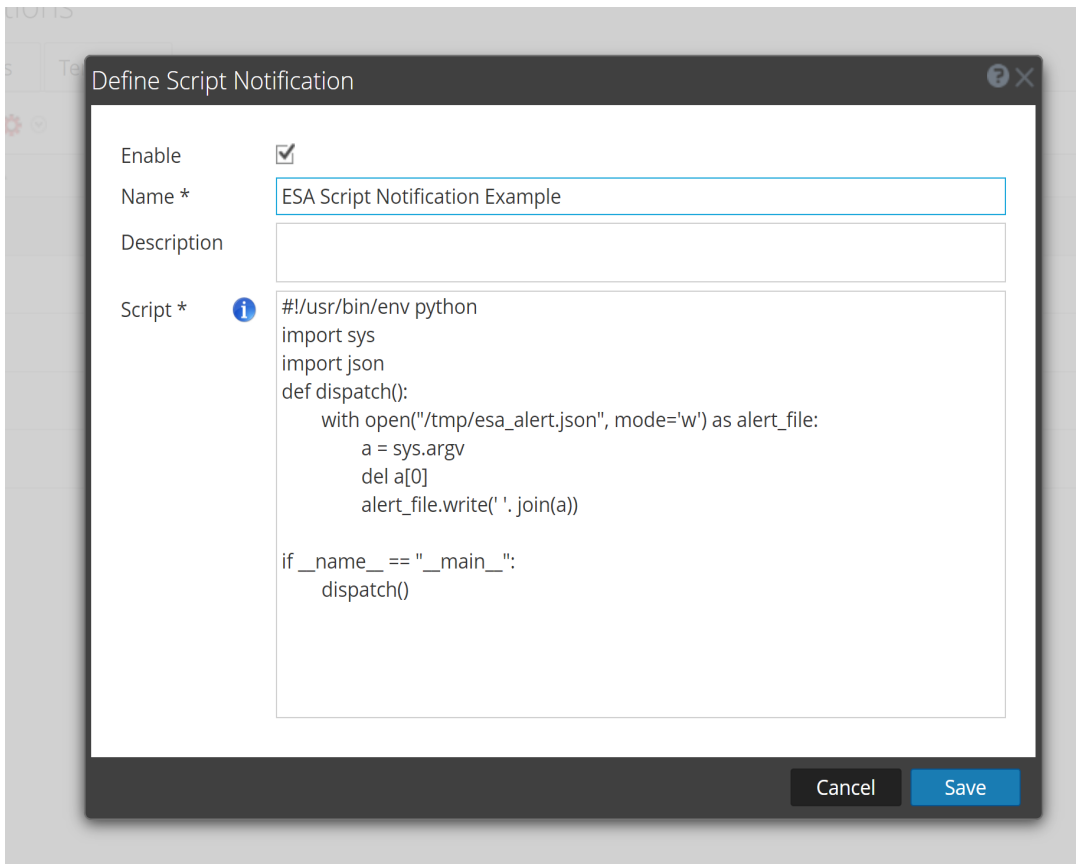 Define Script Notification
Enable
Name * ESA Script Notification Example
Description
Script *
#!/usr/bin/env python
import sys
import json
def dispatch():
with open("/tmp/esa_alert.json", mode='w') as alert_file:
a = sys.argv
del a[0]
alert_file.write(' '. join(a))
if __name__ == "__main__":
dispatch()
Cancel Save